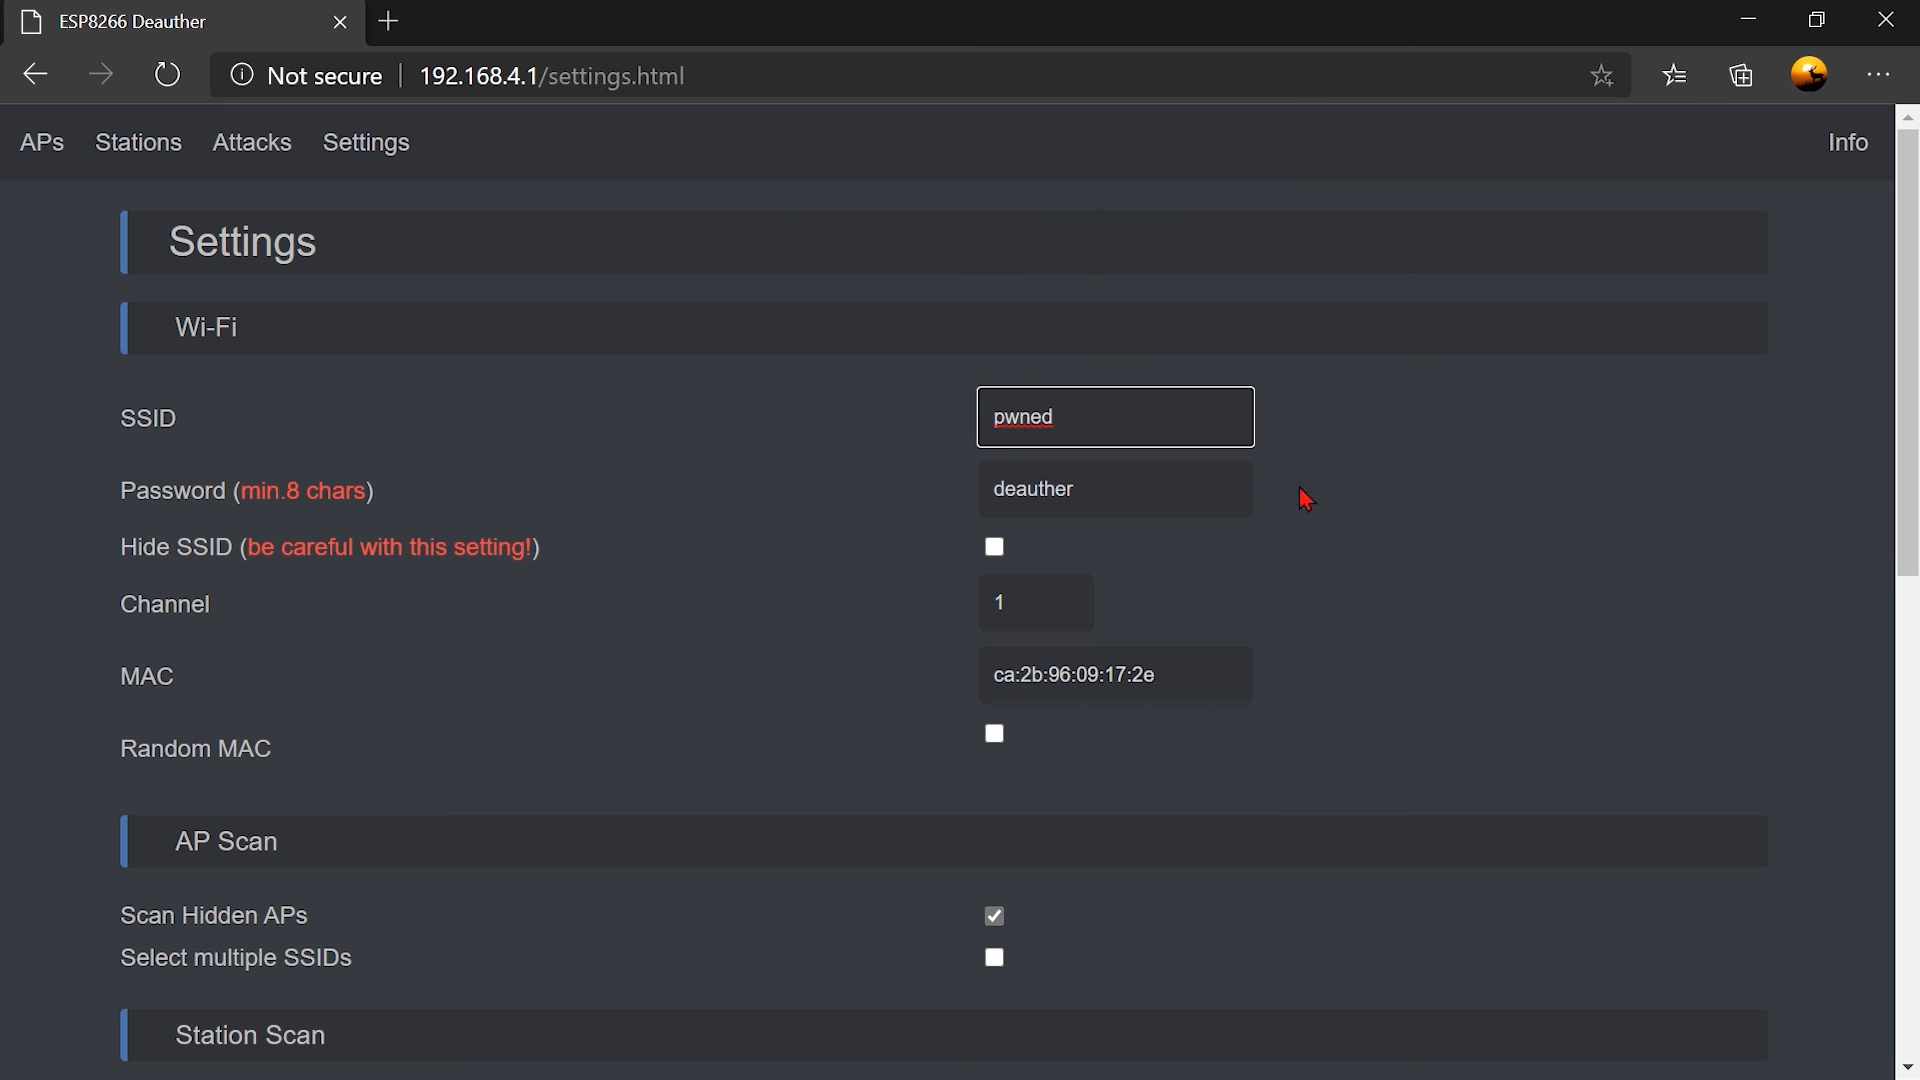 ESP8266 Deauther
Not secure 192.168.4.1/settings.html
APs Stations Attacks Settings Info
Settings
Wi-Fi
SSID pwned
Password (min.8 chars) deauther
Hide SSID (be careful with this setting!)
Channel 1
MAC ca:2b:96:09:17:2e
Random MAC
AP Scan
Scan Hidden APs
Select multiple SSIDs
Station Scan